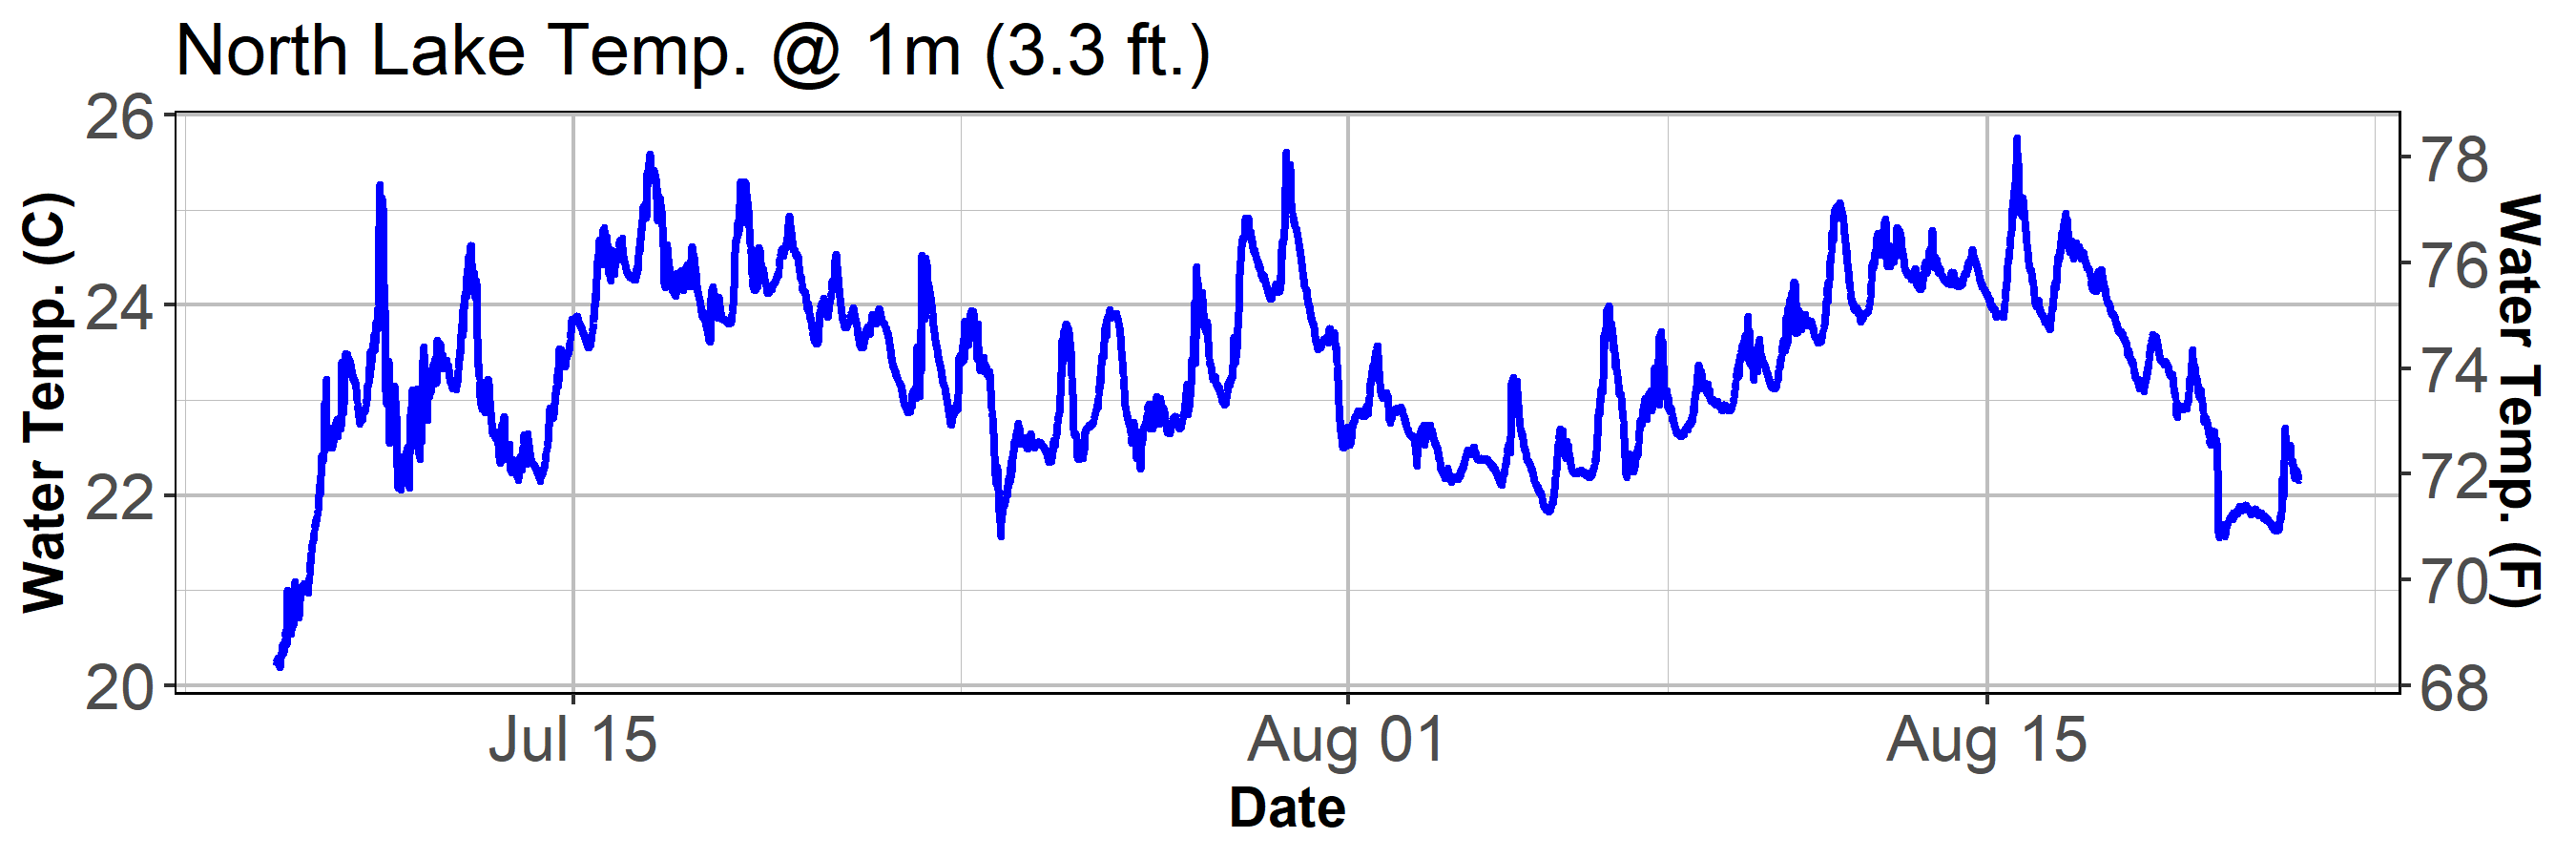 North Lake Temp. @ 1m (3.3 ft.)
Water Temp. (C)
26
24
22
20
78
76
74
72
70
68
Water Temp. (F)
Jul 15
Aug 01
Aug 15
Date